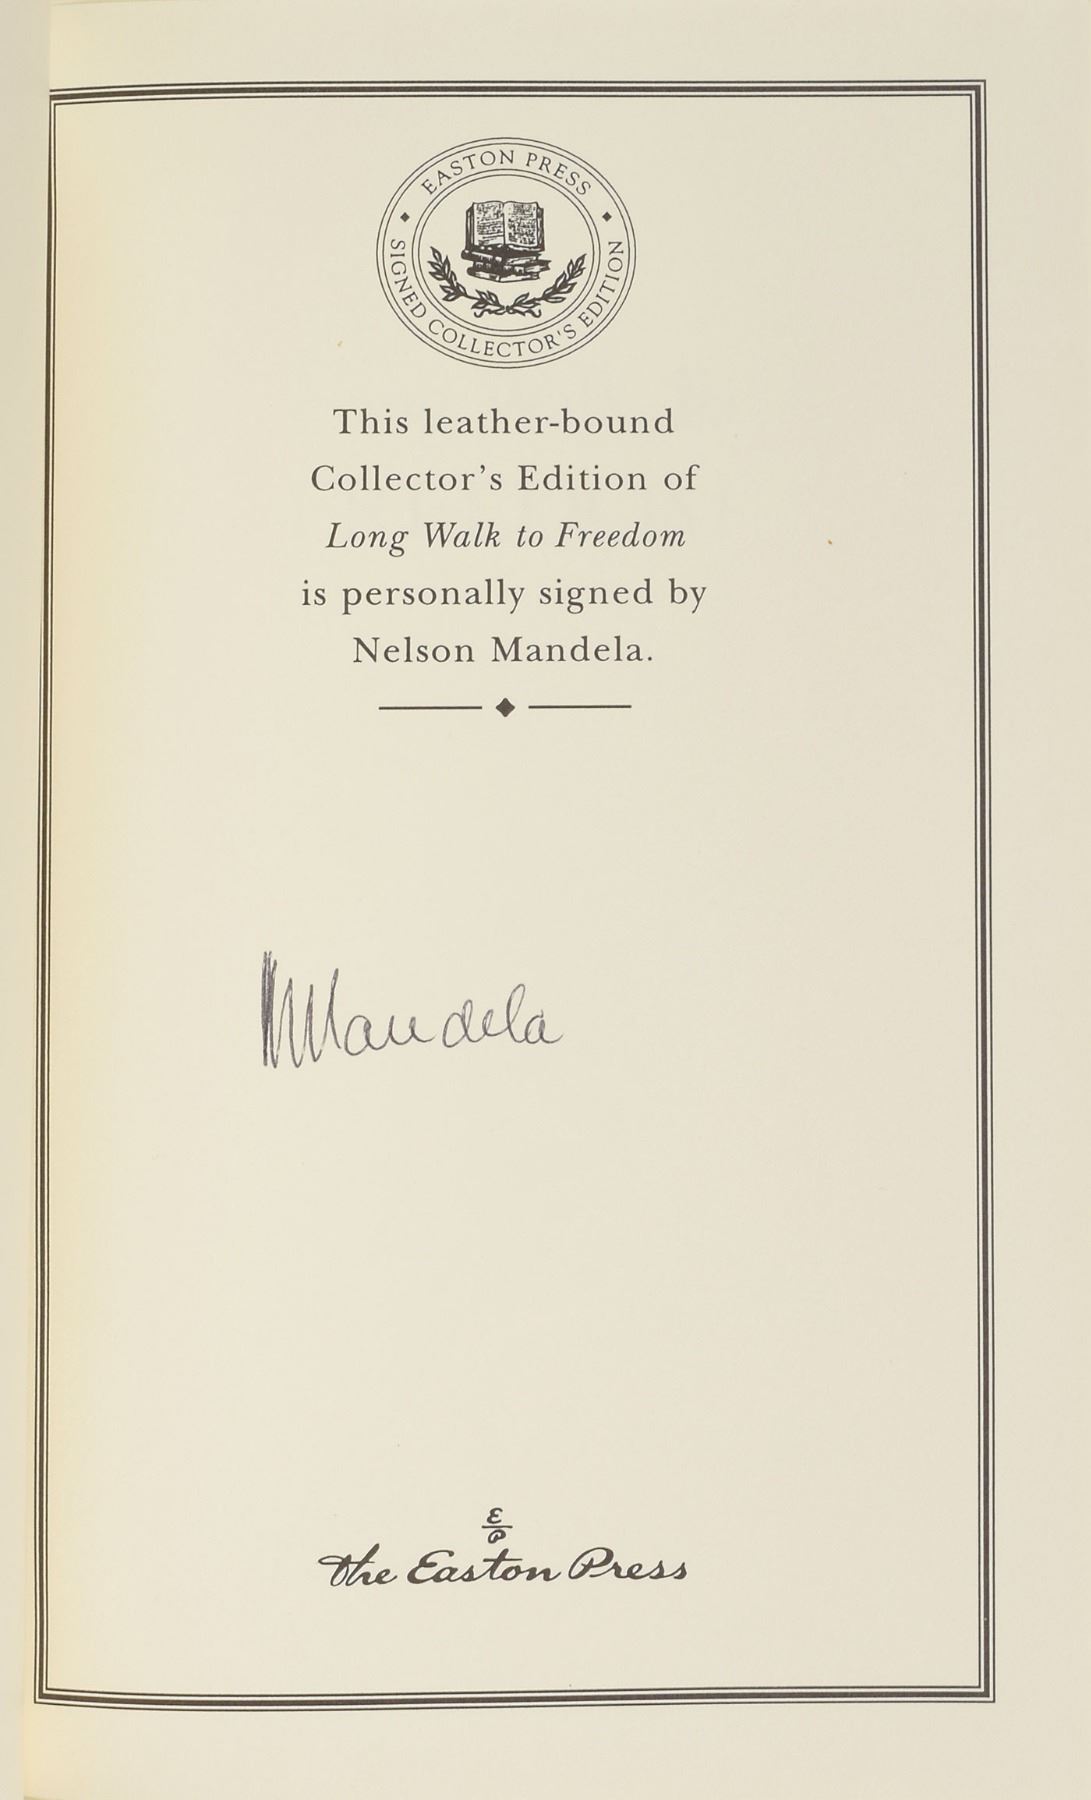 EASTON PRESS
SIGNED COLLECTOR'S EDITION
This leather-bound
Collector's Edition of
Long Walk to Freedom
is personally signed by
Nelson Mandela.
Mandela
E
P
The Easton Press